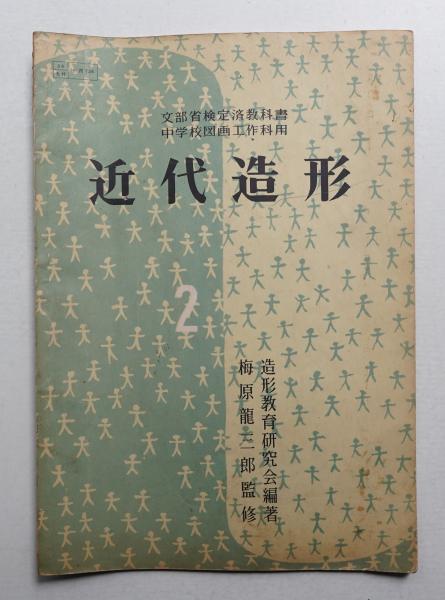 文部省検定済教科書
中学校図画工作科用
近代造形
2
造形教育研究会編著
梅原龍三郎監修